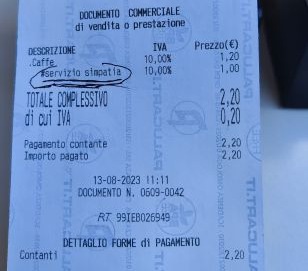 DOCUMENTO COMMERCIALE
di vendita o prestazione
DESCRIZIONE IVA Prezzo(€)
.Caffe 10,00% 1,20
#servizio simpatia 10,00% 1,00
TOTALE COMPLESSIVO 2,20
di cui IVA 0,20
Pagamento contante 2,20
Importo pagato 2,20
13-08-2023 11:11
DOCUMENTO N. 0609-0042
RT 99IEB026949
DETTAGLIO FORME di PAGAMENTO
Contanti 2,20
PALUCART.IT